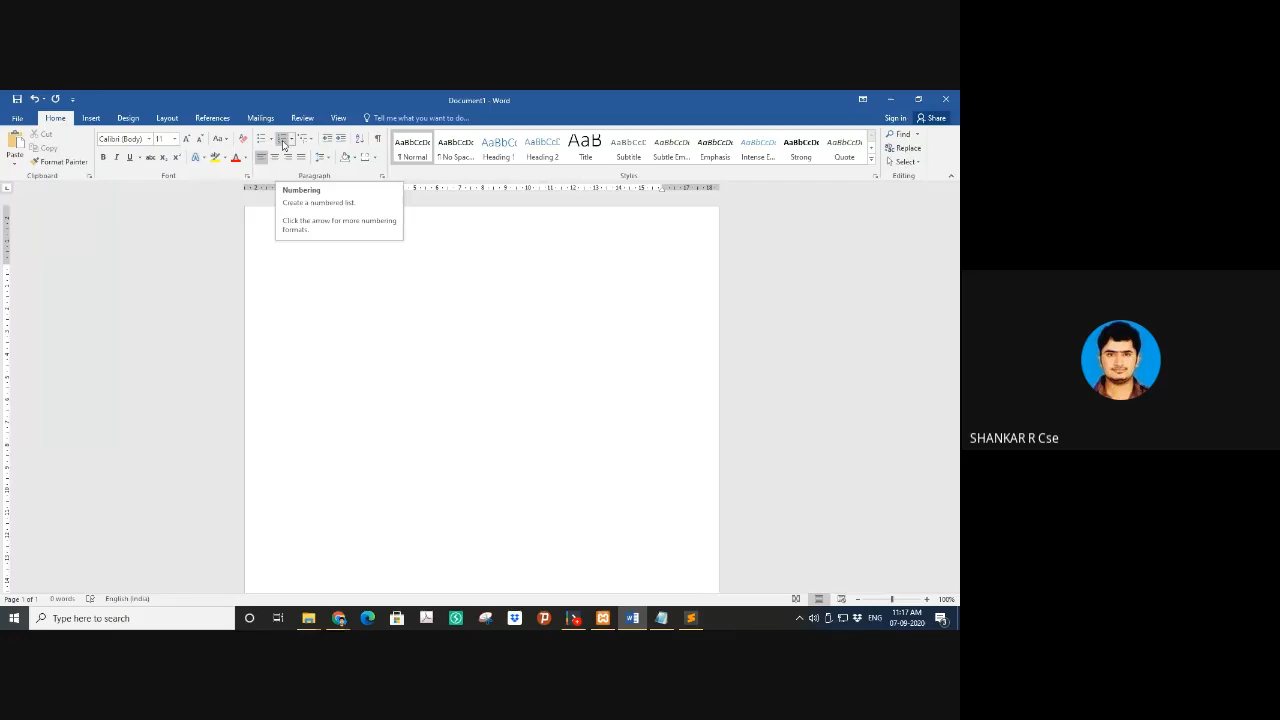 Document1 - Word
File Home Insert Design Layout References Mailings Review View Tell me what you want to do... Sign in Share
Paste Cut
Copy
Format Painter
Clipboard
Calibri (Body) 11
Font
Paragraph
AaBbCcDc AaBbCcDc AaBbC( AaBbCcC AaB AaBbCcC AaBbCcDc AaBbCcDc AaBbCcDc AaBbCcDc AaBbCcDc
¶ Normal ¶ No Spac... Heading 1 Heading 2 Title Subtitle Subtle Em... Emphasis Intense E... Strong Quote
Styles
Find
Replace
Select
Editing
Numbering
Create a numbered list.
Click the arrow for more numbering
formats.
SHANKAR R Cse
Page 1 of 1 0 words English (India) 100%
Type here to search
ENG
11:17 AM
07-09-2020